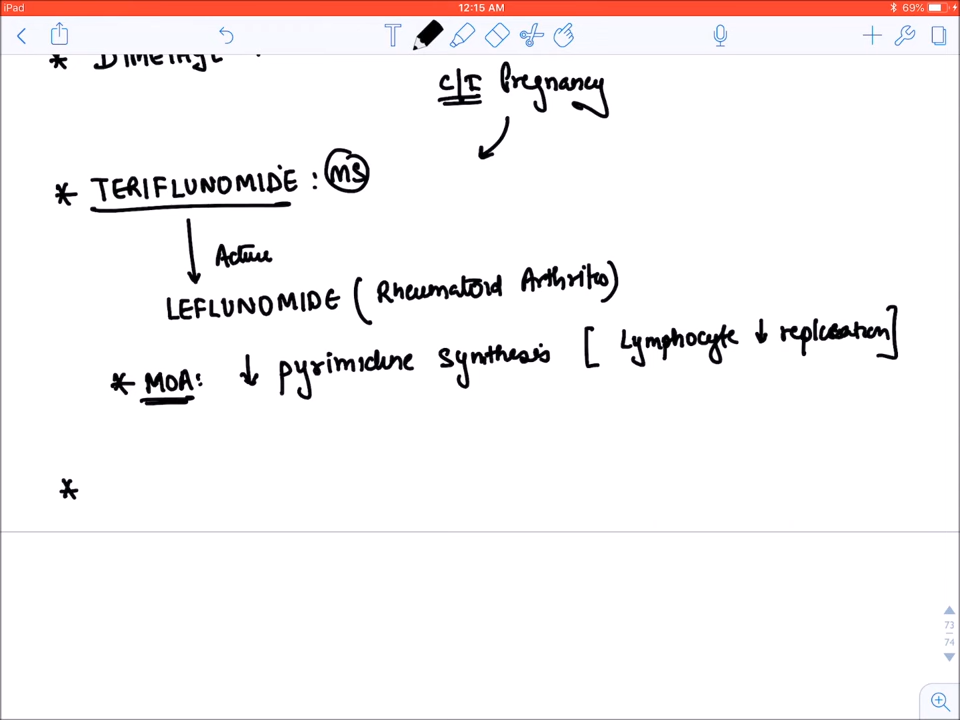 iPad
12:15 AM
69%
* DIMETHYL
C/I Pregnancy
* TERIFLUNOMIDE : MS
Active
LEFLUNOMIDE (Rheumatoid Arthritis)
* MOA: ↓ pyrimidine synthesis [Lymphocyte ↓ replication]
*
T
73
74